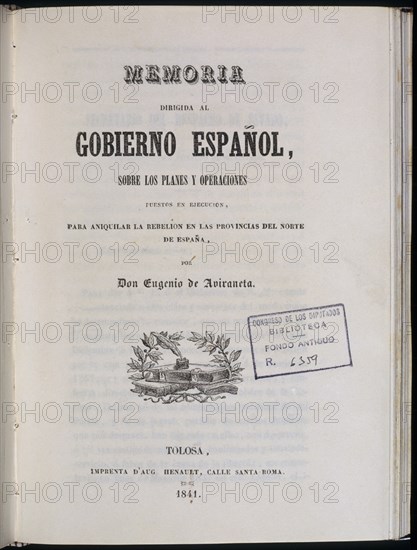 MEMORIA
DIRIGIDA AL
GOBIERNO ESPAÑOL,
SOBRE LOS PLANES Y OPERACIONES
PUESTOS EN EJECUCION,
PARA ANIQUILAR LA REBELION EN LAS PROVINCIAS DEL NORTE
DE ESPAÑA,
POR
Don Eugenio de Aviraneta.
CONGRESO DE LOS DIPUTADOS
BIBLIOTECA
FONDO ANTIGUO
R. 6359
TOLOSA,
IMPRENTA D'AUG. HENAULT, CALLE SANTA-ROMA.
1841.
PHOTO 12